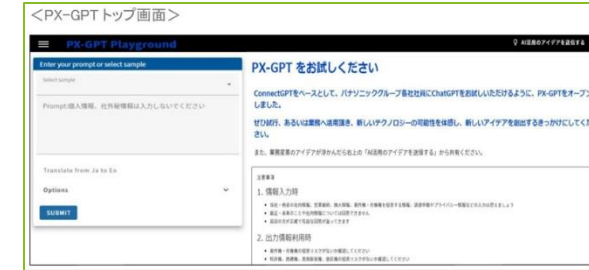 ＜PX-GPT トップ画面＞
PX-GPT Playground
AI活用のアイデアを送信する
Enter your prompt or select sample
Select sample
Prompt:個人情報、社外秘情報は入力しないでください
Translate from Ja to En
Options
SUBMIT
PX-GPT をお試しください
ConnectGPTをベースとして、パナソニックグループ各社社員にChatGPTをお試しいただけるように、PX-GPTをオープン
しました。
ぜひ試行、あるいは業務へ適用頂き、新しいテクノロジーの可能性を体感し、新しいアイデアを創出するきっかけにしてくだ
さい。
また、業務変革のアイデアが浮かんだら右上の「AI活用のアイデアを送信する」から共有ください。
注意事項
1. 情報入力時
2. 出力情報利用時